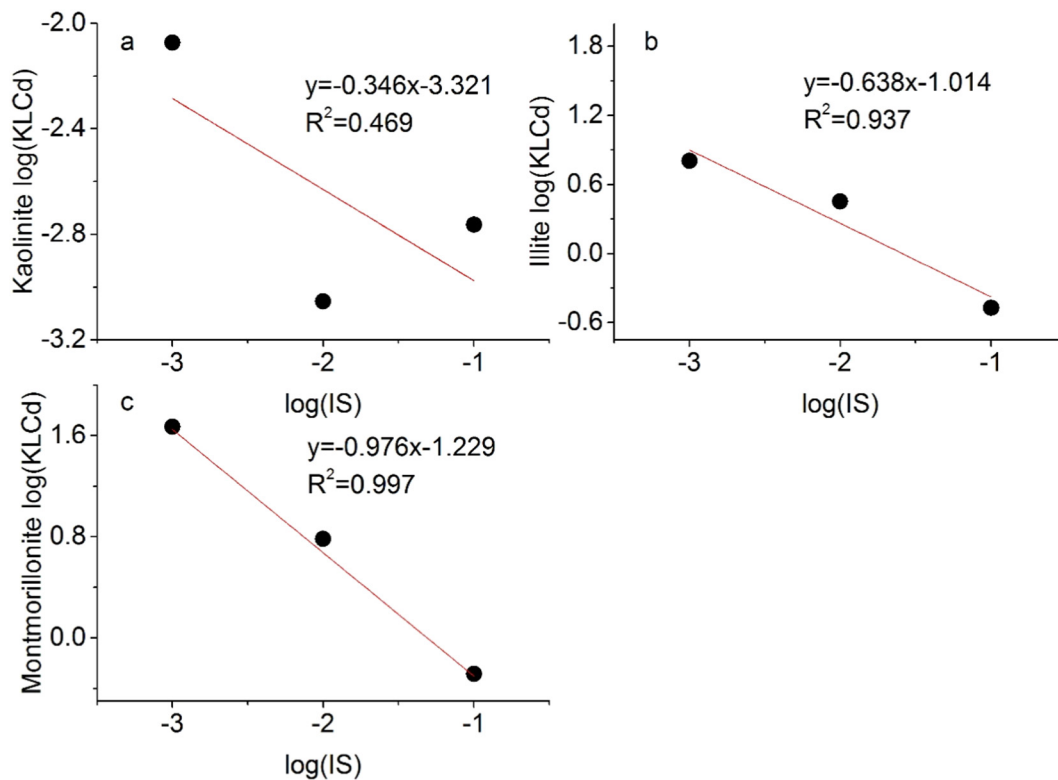 a
y=-0.346x-3.321
R²=0.469
Kaolinite log(KLCd)
-2.0
-2.4
-2.8
-3.2
-3 -2 -1
log(IS)
b
y=-0.638x-1.014
R²=0.937
Illite log(KLCd)
1.8
1.2
0.6
0.0
-0.6
-3 -2 -1
log(IS)
c
y=-0.976x-1.229
R²=0.997
Montmorillonite log(KLCd)
1.6
0.8
0.0
-3 -2 -1
log(IS)